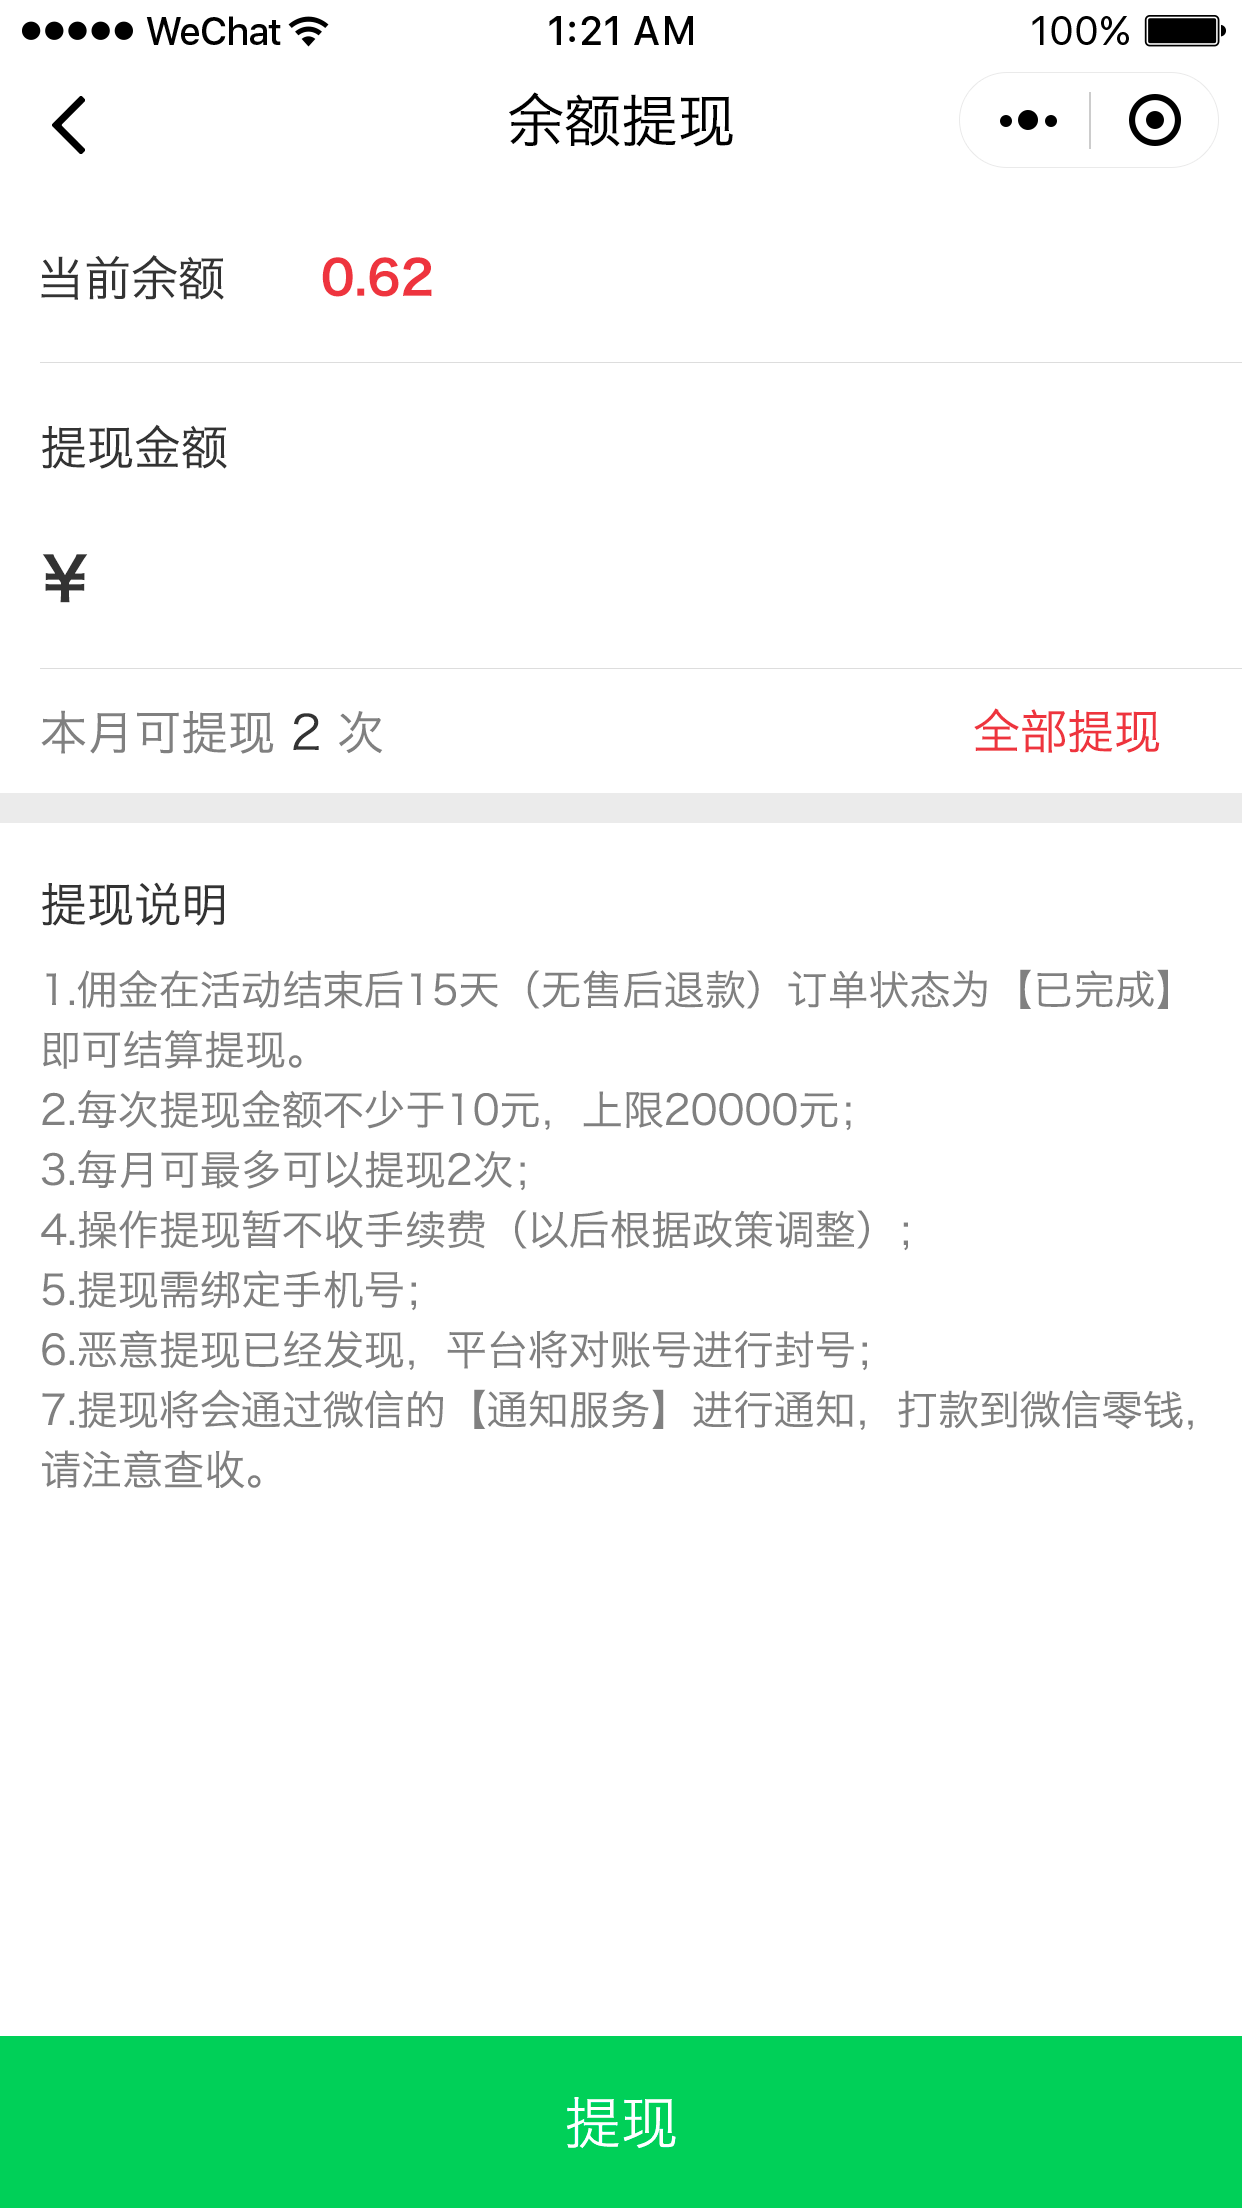 WeChat 1:21 AM 100%
余额提现
当前余额 0.62
提现金额
¥
本月可提现 2 次 全部提现
提现说明
1.佣金在活动结束后15天（无售后退款）订单状态为【已完成】
即可结算提现。
2.每次提现金额不少于10元，上限20000元；
3.每月可最多可以提现2次；
4.操作提现暂不收手续费（以后根据政策调整）；
5.提现需绑定手机号；
6.恶意提现已经发现，平台将对账号进行封号；
7.提现将会通过微信的【通知服务】进行通知，打款到微信零钱，
请注意查收。
提现